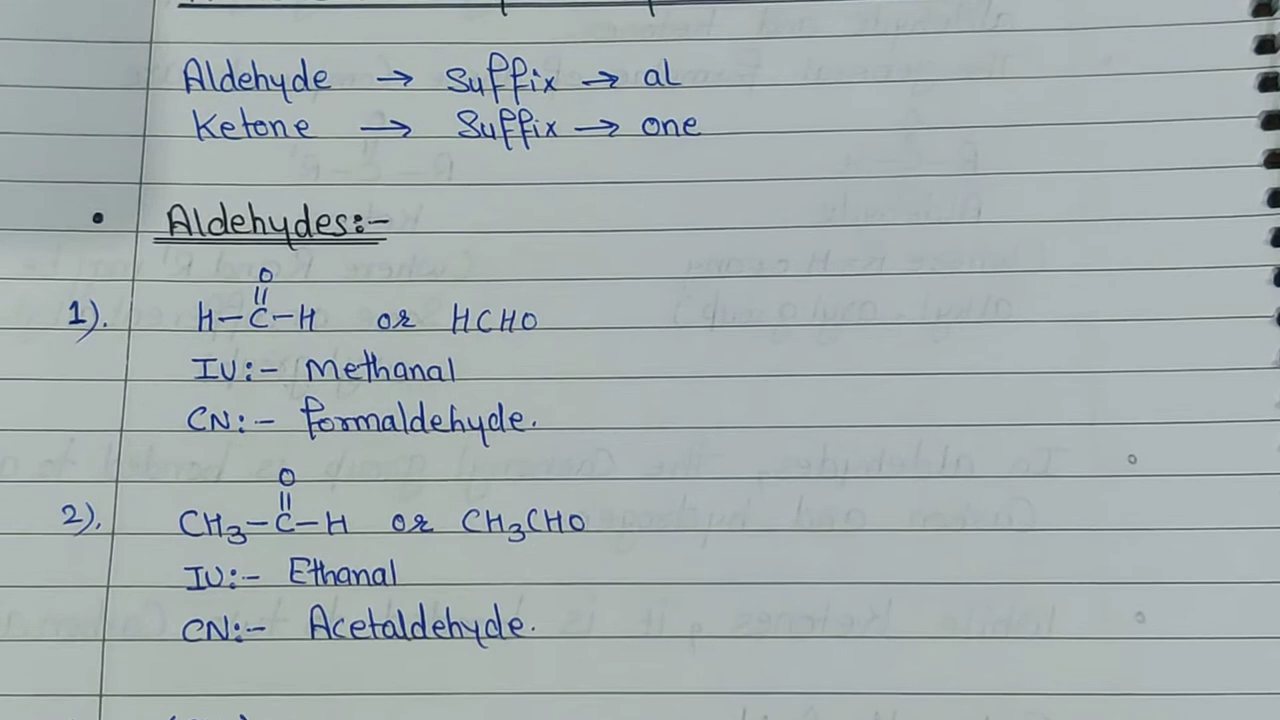 Aldehyde → Suffix → al
Ketone → Suffix → one
• Aldehydes:-
O
||
1). H-C-H or HCHO
IU:- Methanal
CN:- formaldehyde.
O
||
2). CH3-C-H or CH3CHO
IU:- Ethanal
CN:- Acetaldehyde.